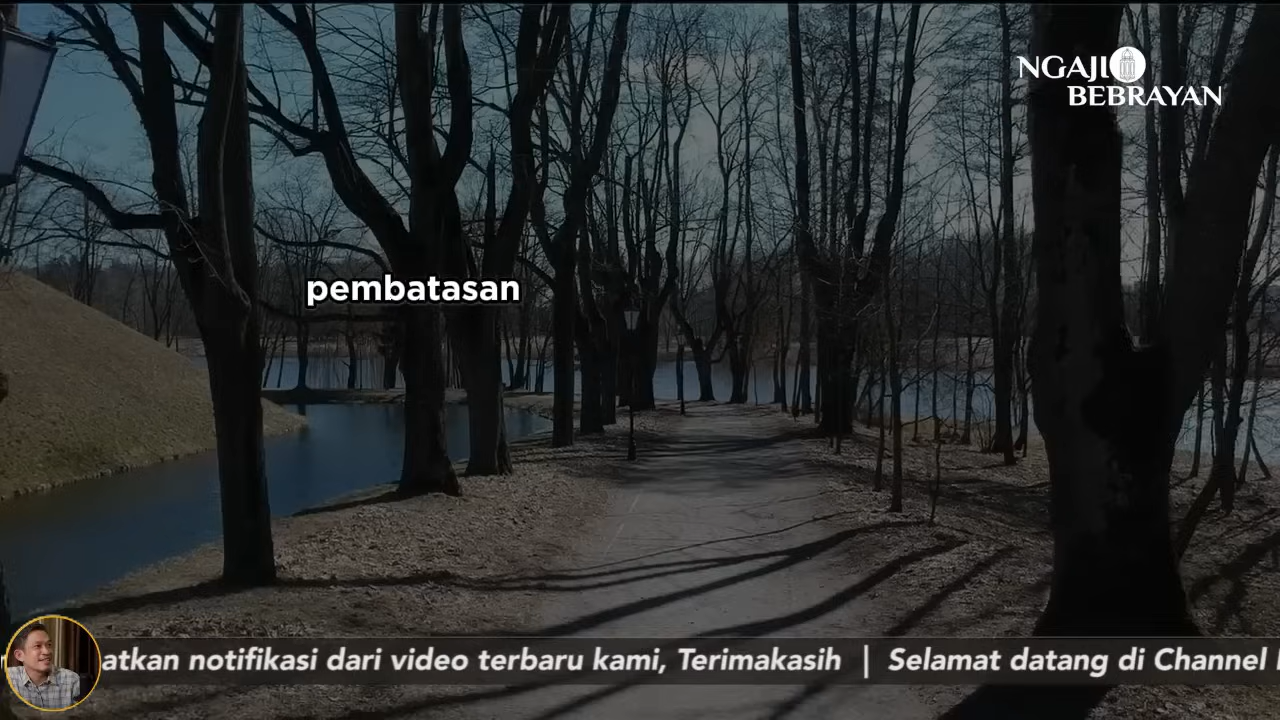 NGAJI
BEBRAYAN
pembatasan
atkan notifikasi dari video terbaru kami, Terimakasih | Selamat datang di Channel